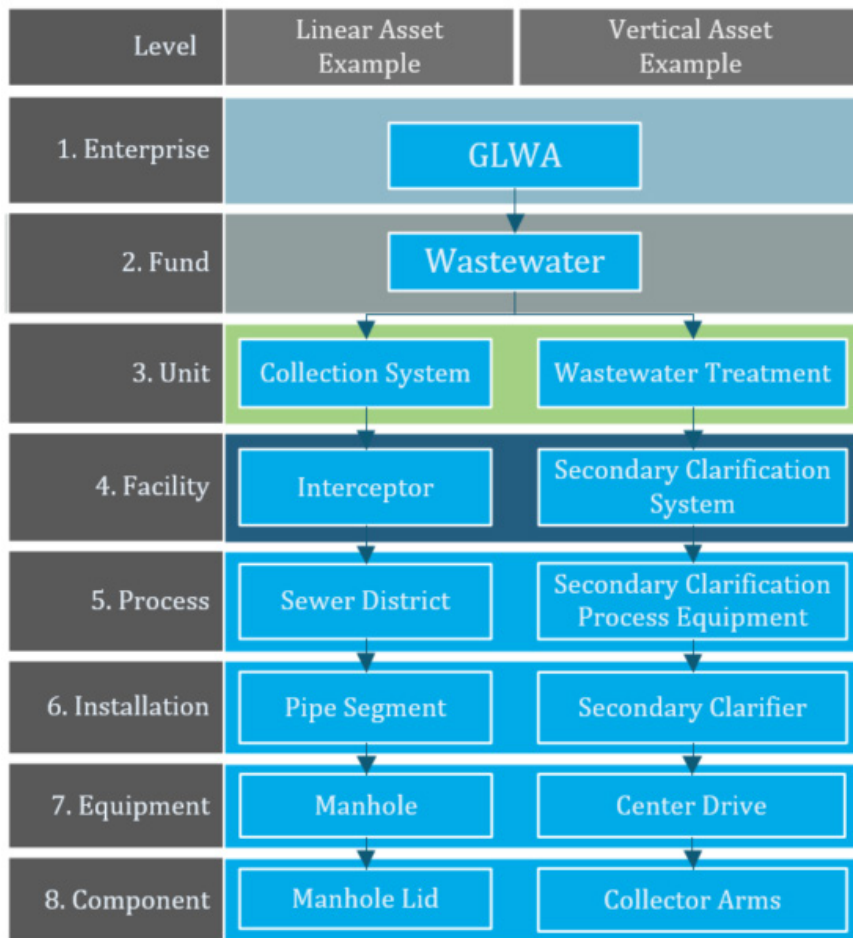 Level
Linear Asset
Example
Vertical Asset
Example
1. Enterprise
GLWA
2. Fund
Wastewater
3. Unit
Collection System
Wastewater Treatment
4. Facility
Interceptor
Secondary Clarification
System
5. Process
Sewer District
Secondary Clarification
Process Equipment
6. Installation
Pipe Segment
Secondary Clarifier
7. Equipment
Manhole
Center Drive
8. Component
Manhole Lid
Collector Arms